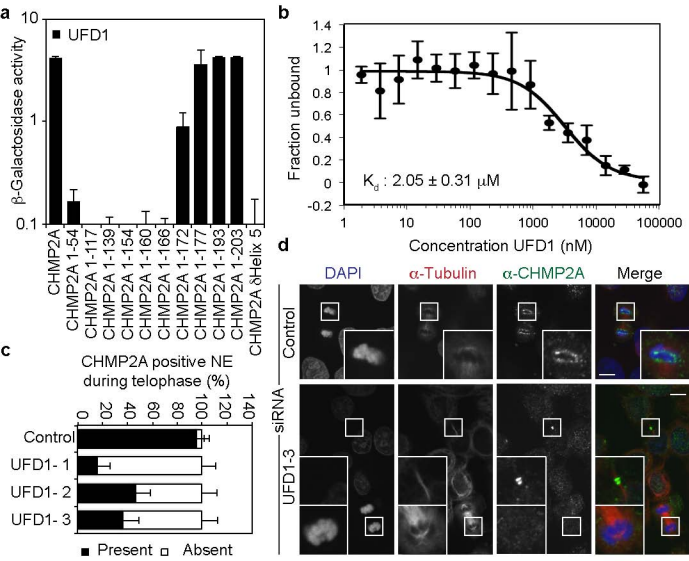 a
UFD1
β-Galactosidase activity
10
1
0.1
CHMP2A
CHMP2A 1-54
CHMP2A 1-117
CHMP2A 1-139
CHMP2A 1-154
CHMP2A 1-160
CHMP2A 1-166
CHMP2A 1-172
CHMP2A 1-177
CHMP2A 1-193
CHMP2A 1-203
CHMP2A δHelix 5
b
Fraction unbound
1.4
1.2
1
0.8
0.6
0.4
0.2
0
-0.2
Kd : 2.05 ± 0.31 μM
1 10 100 1000 10000 100000
Concentration UFD1 (nM)
c
CHMP2A positive NE
during telophase (%)
0 20 40 60 80 100 120 140
Control
UFD1- 1
UFD1- 2
UFD1- 3
Present Absent
d
DAPI α-Tubulin α-CHMP2A Merge
Control
siRNA
UFD1-3